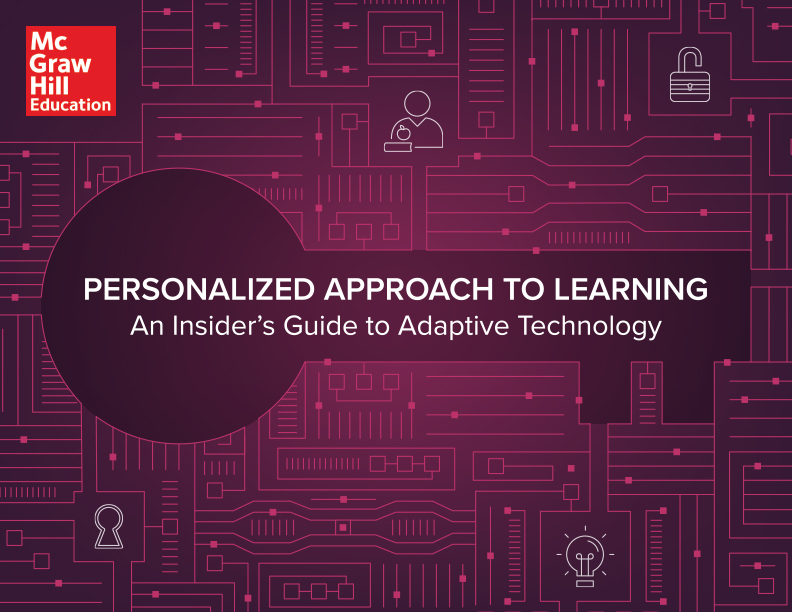 Mc
Graw
Hill
Education
PERSONALIZED APPROACH TO LEARNING
An Insider’s Guide to Adaptive Technology